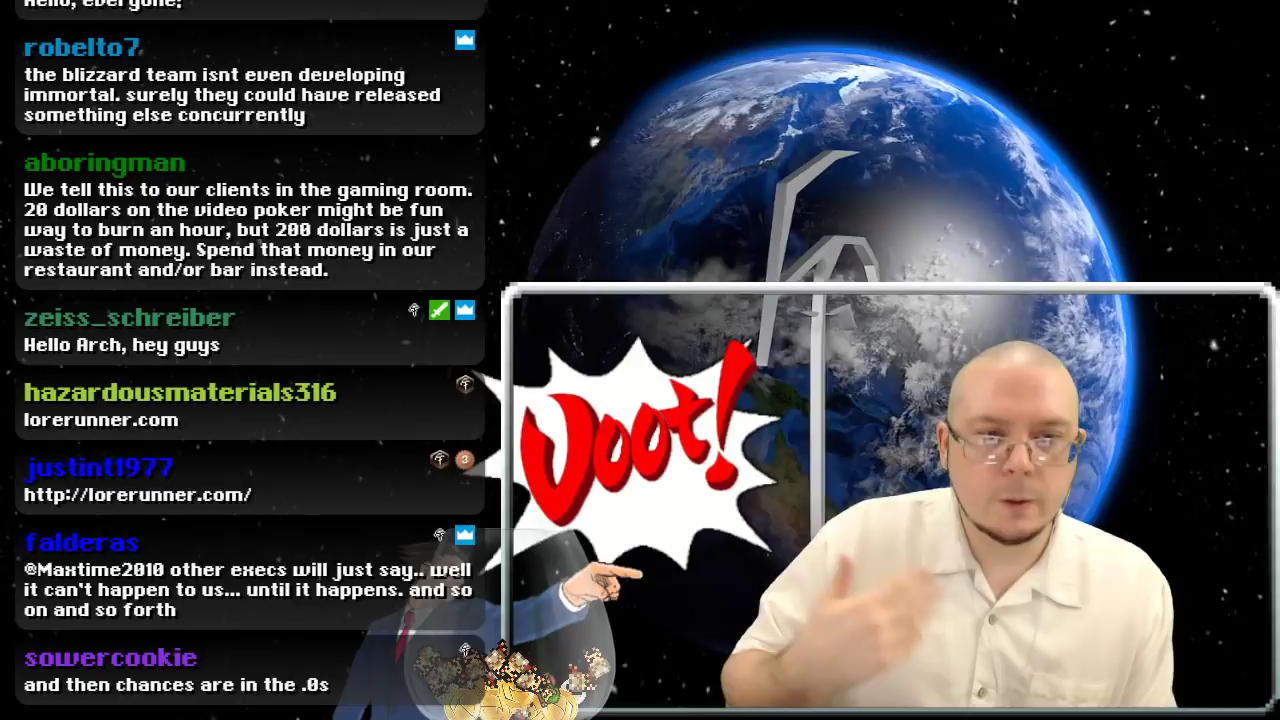 Hello, everyone!
robelto7
the blizzard team isnt even developing
immortal. surely they could have released
something else concurrently
aboringman
We tell this to our clients in the gaming room.
20 dollars on the video poker might be fun
way to burn an hour, but 200 dollars is just a
waste of money. Spend that money in our
restaurant and/or bar instead.
zeiss_schreiber
Hello Arch, hey guys
hazardousmaterials316
lorerunner.com
justint1977
3
http://lorerunner.com/
falderas
@Maxtime2010 other execs will just say.. well
it can't happen to us... until it happens. and so
on and so forth
sowercookie
and then chances are in the .0s
Voot!